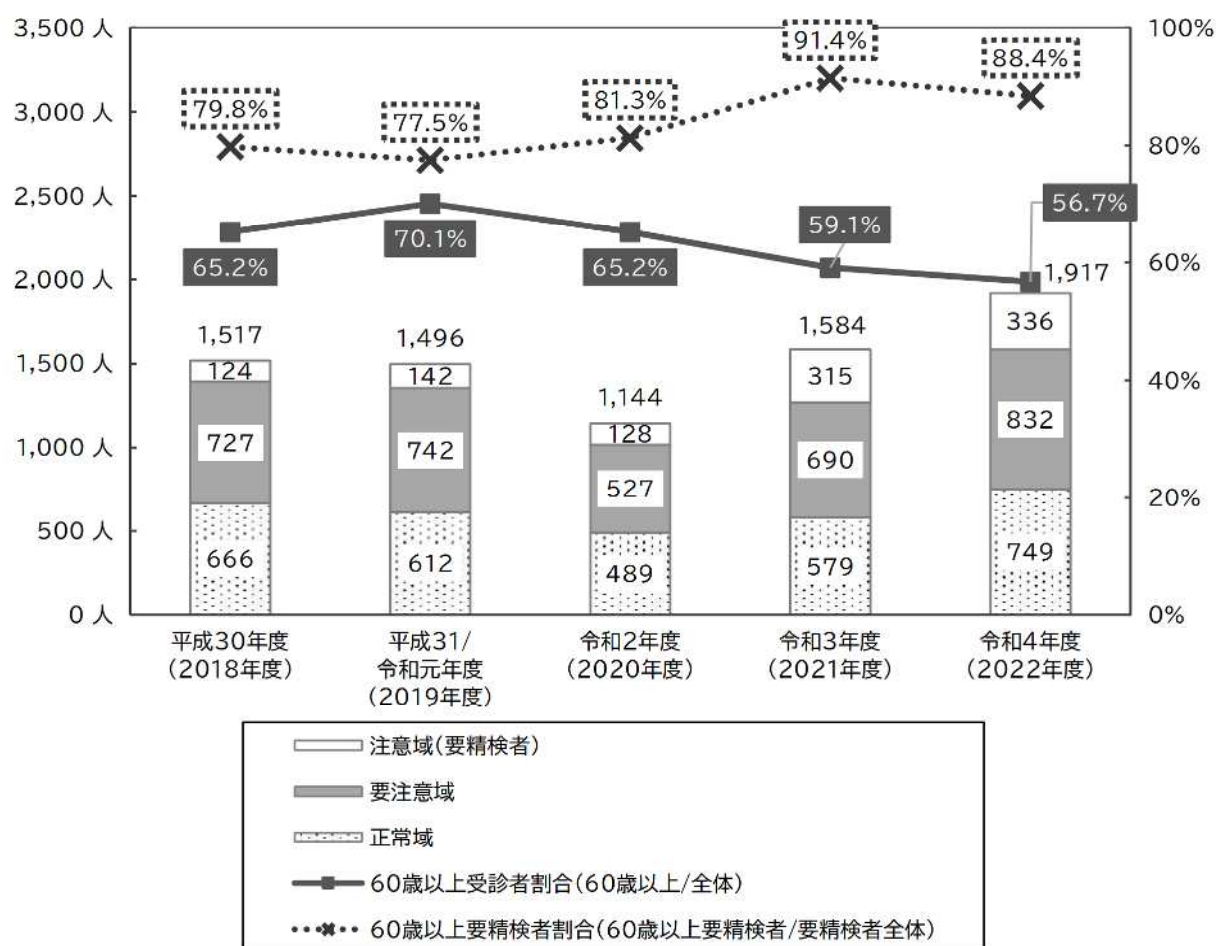 3,500 人
3,000 人
2,500 人
2,000 人
1,500 人
1,000 人
500 人
0 人
100%
80%
60%
40%
20%
0%
79.8%
77.5%
81.3%
91.4%
88.4%
65.2%
70.1%
65.2%
59.1%
56.7%
1,517
124
727
666
1,496
142
742
612
1,144
128
527
489
1,584
315
690
579
1,917
336
832
749
平成30年度
(2018年度)
平成31/
令和元年度
(2019年度)
令和2年度
(2020年度)
令和3年度
(2021年度)
令和4年度
(2022年度)
注意域(要精検者)
要注意域
正常域
60歳以上受診者割合(60歳以上/全体)
60歳以上要精検者割合(60歳以上要精検者/要精検者全体)